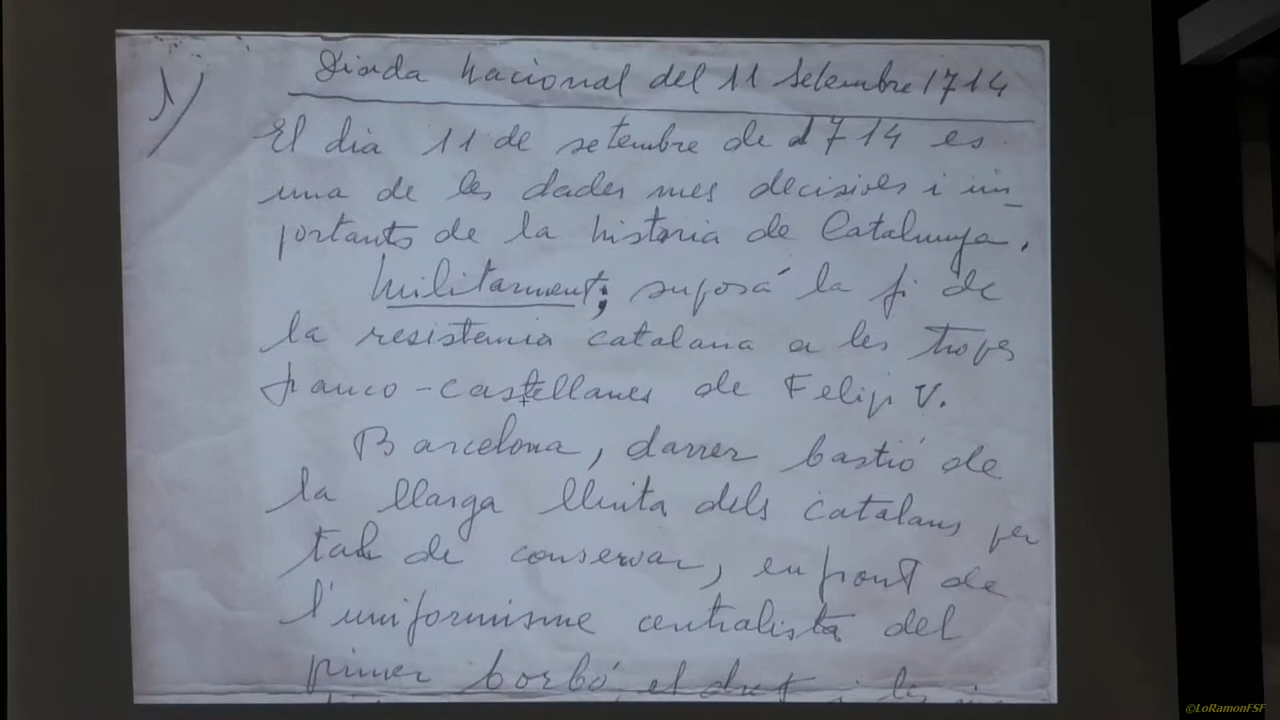 1)
Diada Nacional del 11 Setembre 1714
El dia 11 de setembre de 1714 es
una de les dades mes decisives i im-
portants de la historia de Catalunya.
Militarment; suposá la fi de
la resistencia catalana a les tropes
franco-castellanes de Felip V.
Barcelona, darrer bastió de
la llarga lluita dels catalans per
tal de conservar, enfront de
l'uniformisme centralista del
primer borbó, el dret i les
©LoRamonFSF